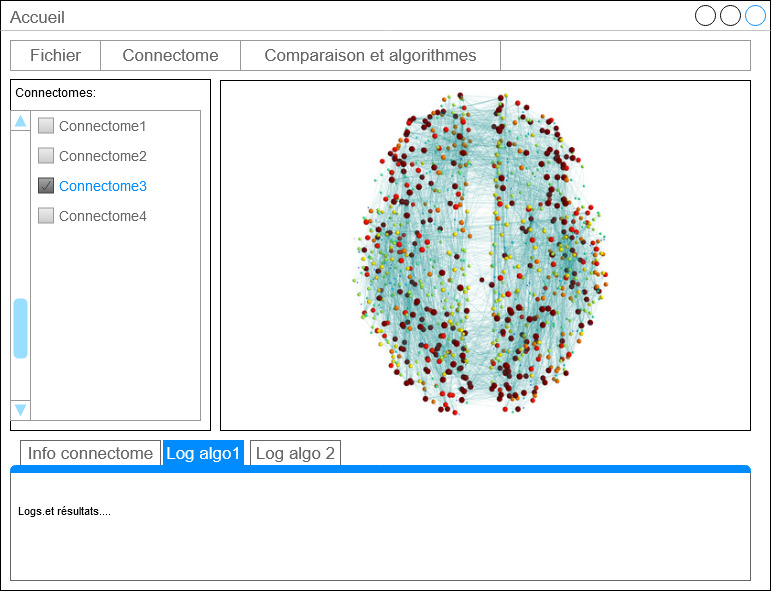 Accueil
Fichier Connectome Comparaison et algorithmes
Connectomes:
Connectome1
Connectome2
Connectome3
Connectome4
Info connectome Log algo1 Log algo 2
Logs.et résultats....